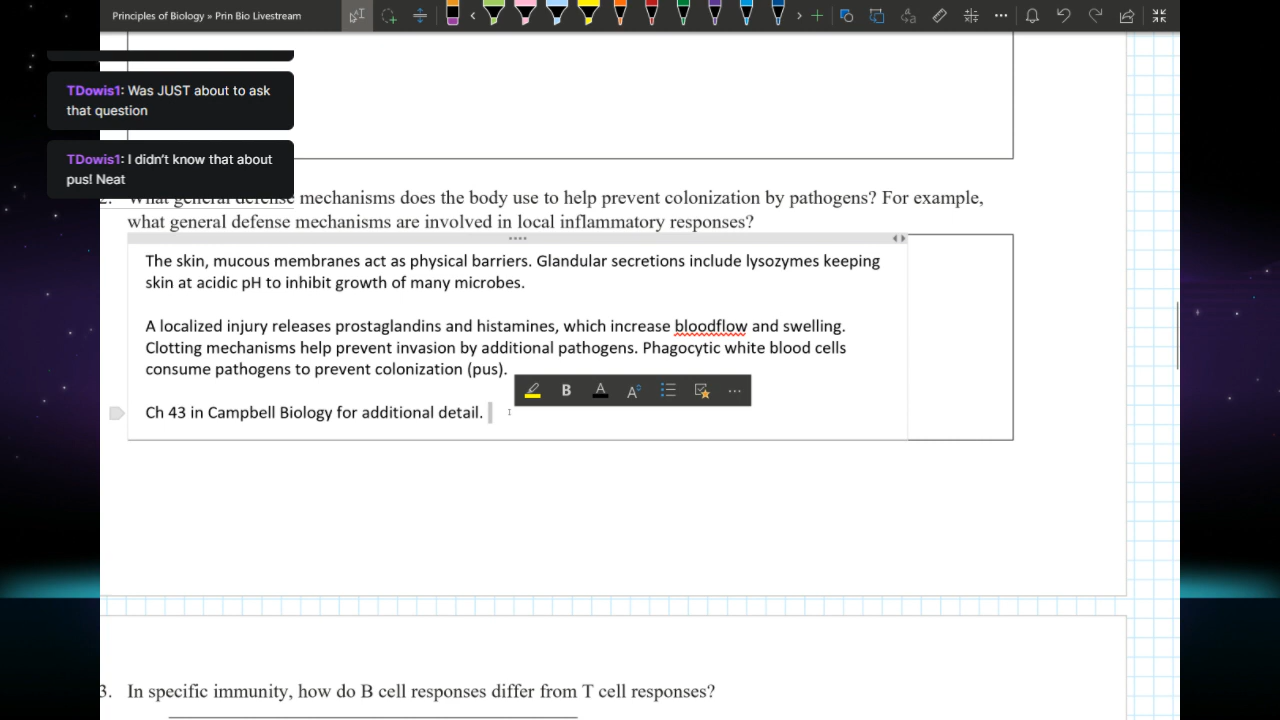 Principles of Biology » Prin Bio Livestream
TDowis1: Was JUST about to ask
that question
TDowis1: I didn't know that about
pus! Neat
2. What general defense mechanisms does the body use to help prevent colonization by pathogens? For example,
what general defense mechanisms are involved in local inflammatory responses?
The skin, mucous membranes act as physical barriers. Glandular secretions include lysozymes keeping
skin at acidic pH to inhibit growth of many microbes.
A localized injury releases prostaglandins and histamines, which increase bloodflow and swelling.
Clotting mechanisms help prevent invasion by additional pathogens. Phagocytic white blood cells
consume pathogens to prevent colonization (pus).
Ch 43 in Campbell Biology for additional detail.
3. In specific immunity, how do B cell responses differ from T cell responses?